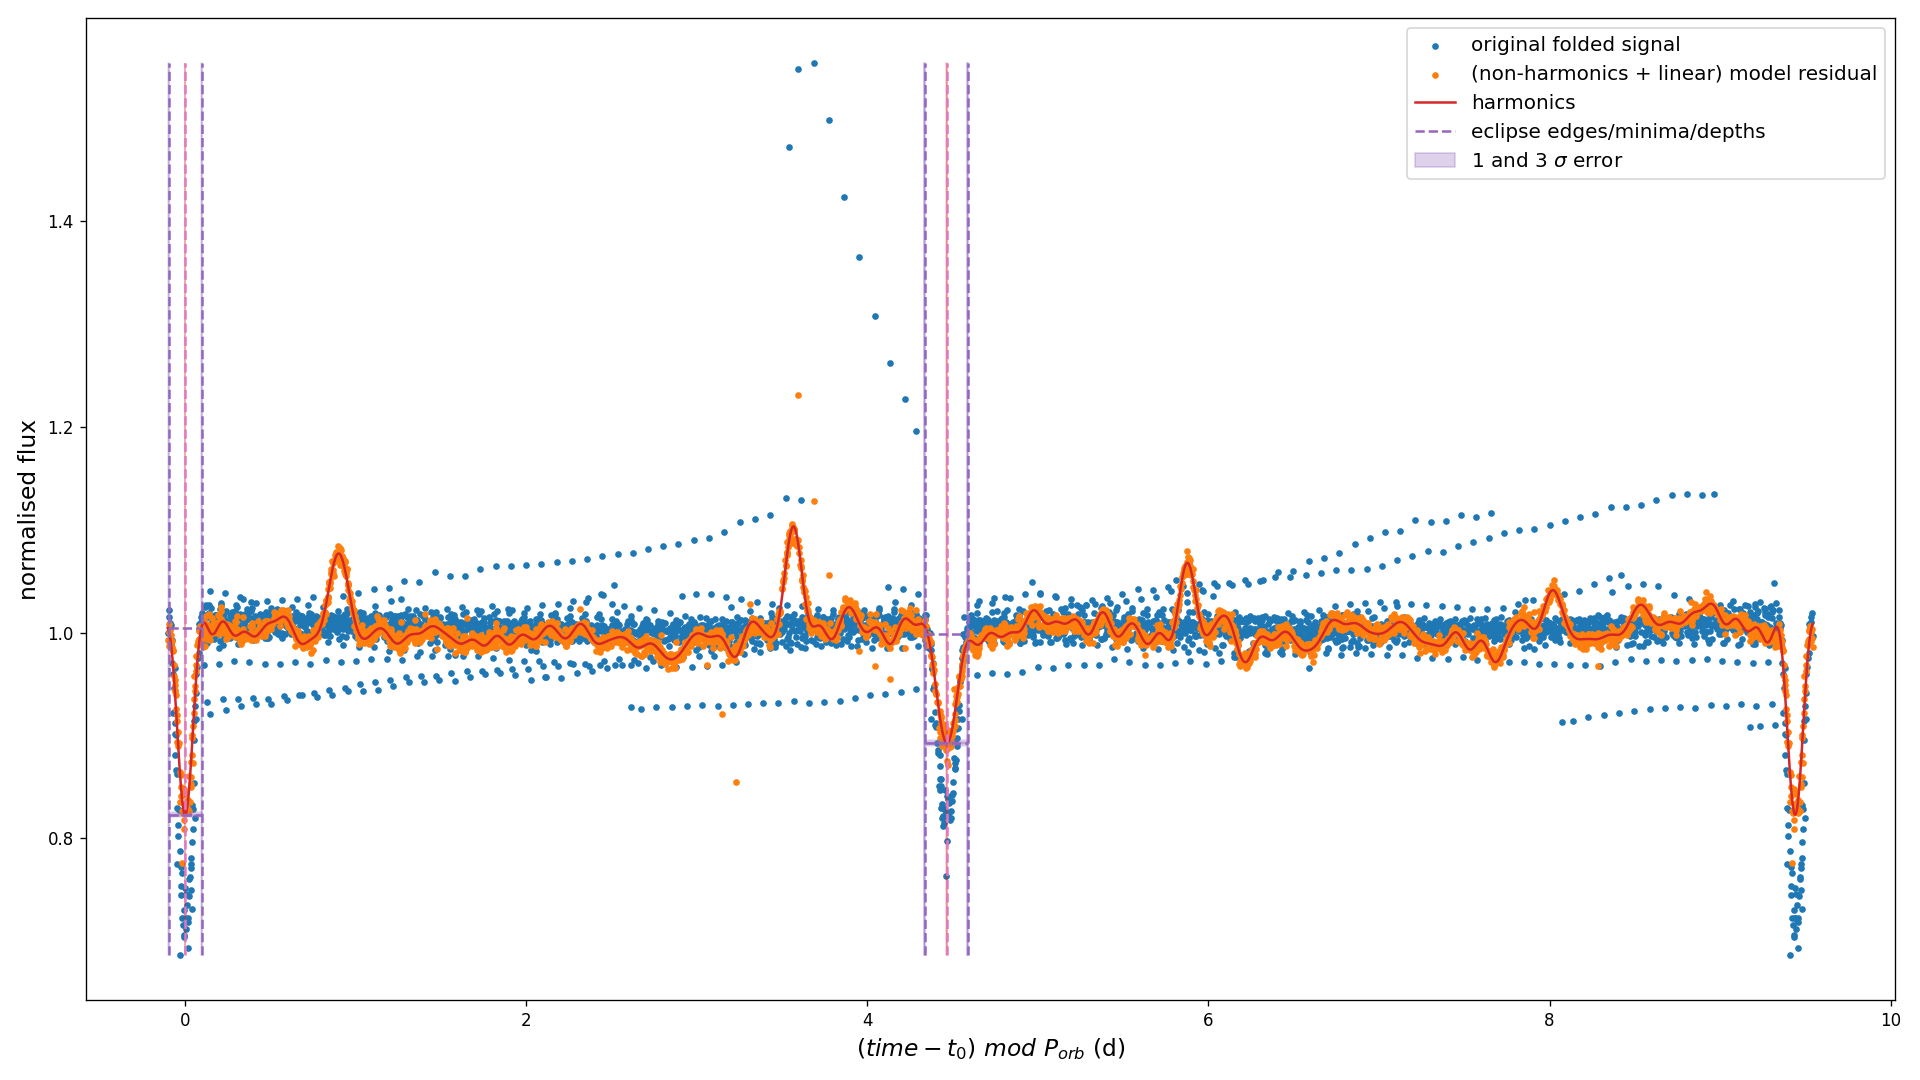 original folded signal
(non-harmonics + linear) model residual
harmonics
eclipse edges/minima/depths
1 and 3 σ error
normalised flux
1.4
1.2
1.0
0.8
0 2 4 6 8 10
(time − t₀) mod Pₒᵣb (d)